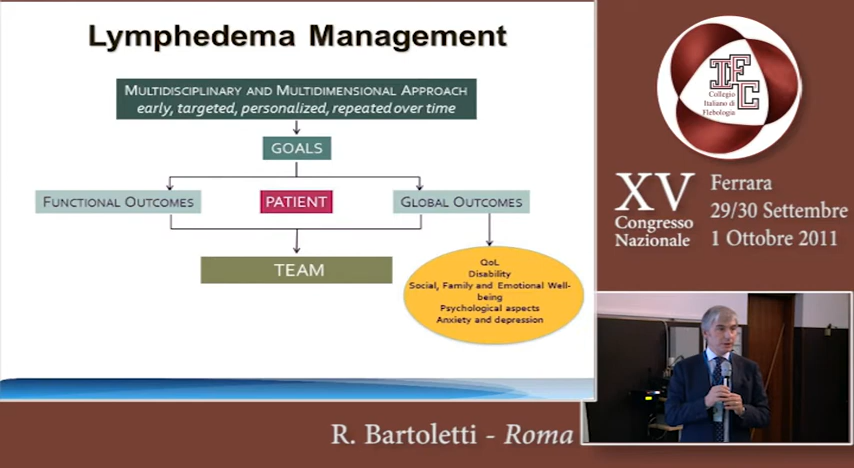 Lymphedema Management
MULTIDISCIPLINARY AND MULTIDIMENSIONAL APPROACH
early, targeted, personalized, repeated over time
GOALS
FUNCTIONAL OUTCOMES
PATIENT
GLOBAL OUTCOMES
TEAM
QoL
Disability
Social, Family and Emotional Well-
being
Psychological aspects
Anxiety and depression
IFC
Collegio
Italiano di
Flebologia
XV
Congresso
Nazionale
Ferrara
29/30 Settembre
1 Ottobre 2011
R. Bartoletti - Roma